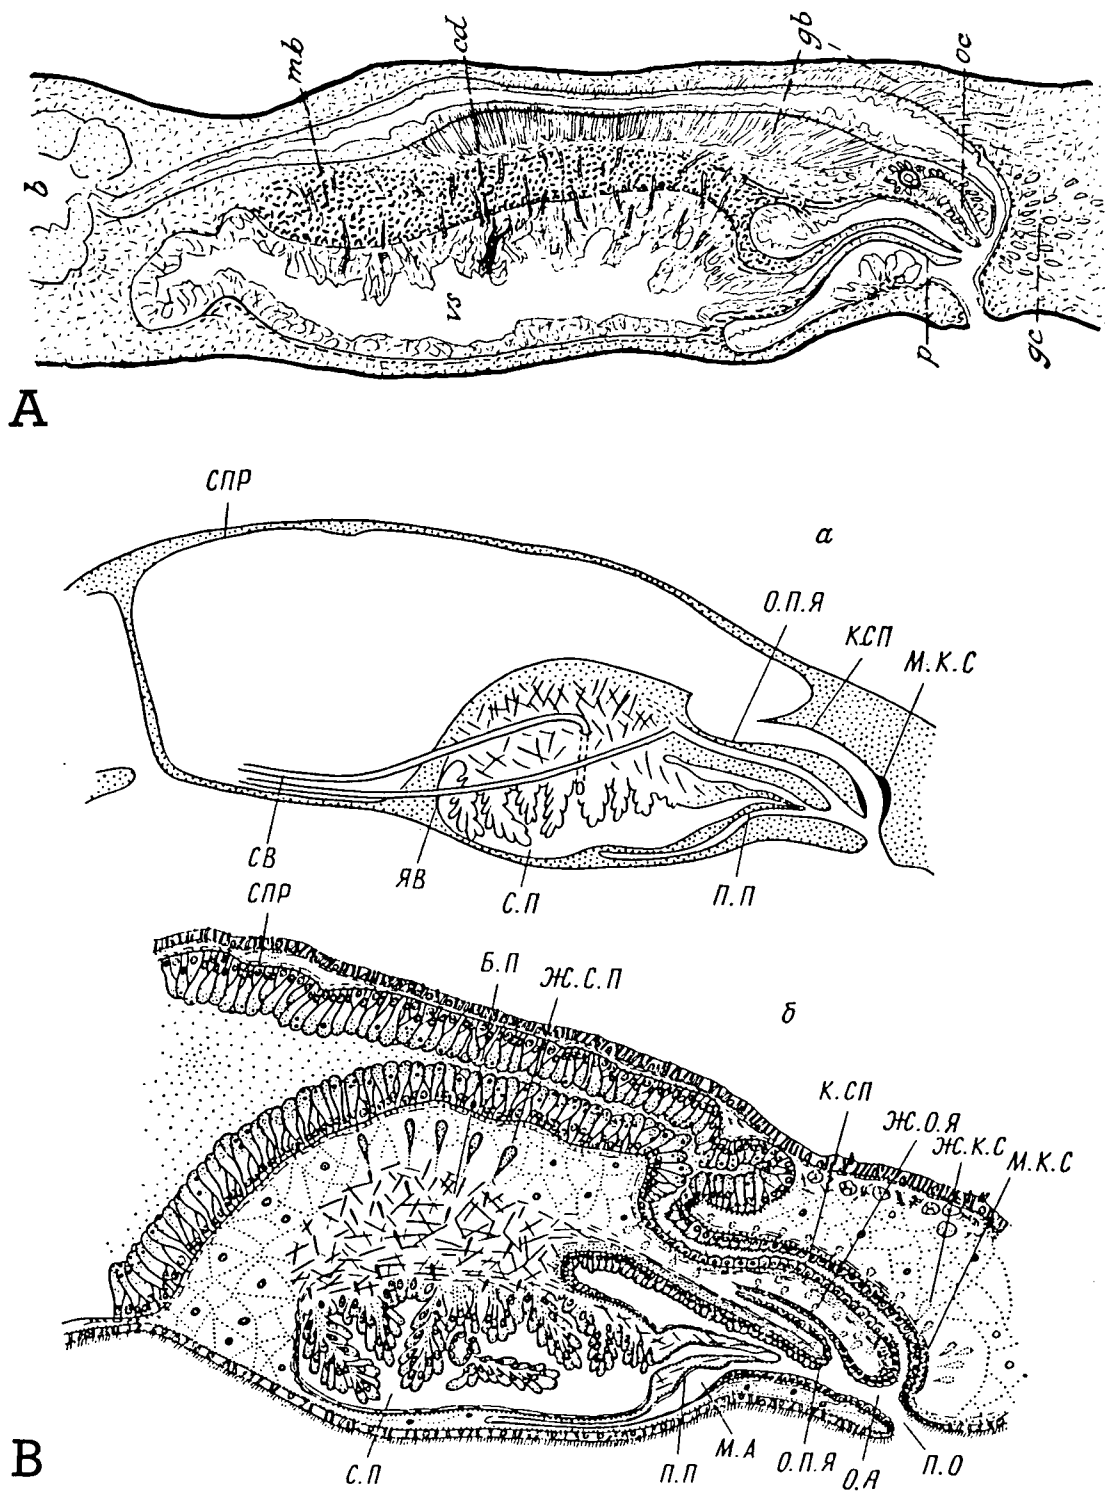 mb
cd
gb
oc
b
vs
p
gc
A
СПР
а
О.П.Я
К.СП
М.К.С
СВ
ЯВ
С.П
П.П
СПР
Б.П
Ж.С.П
б
К.СП
Ж.О.Я
Ж.К.С
М.К.С
B
С.П
П.П
М.А
О.П.Я
О.А
П.О